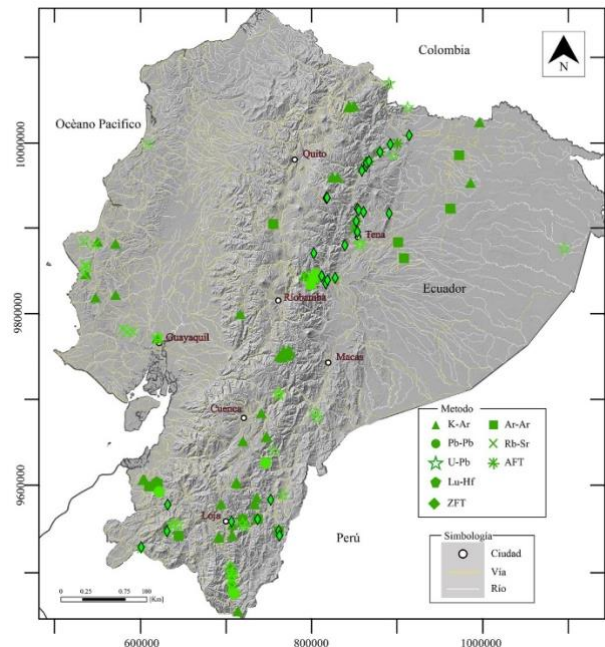 Colombia
N
Océano Pacifico
Quito
Tena
Ecuador
Riobamba
Guayaquil
Macas
Cuenca
Loja
Perú
Metodo
K-Ar
Ar-Ar
Pb-Pb
Rb-Sr
U-Pb
AFT
Lu-Hf
ZFT
Simbología
Ciudad
Vía
Río
0 0.25 0.75 100
(Km)
10000000
9800000
9600000
600000 800000 1000000